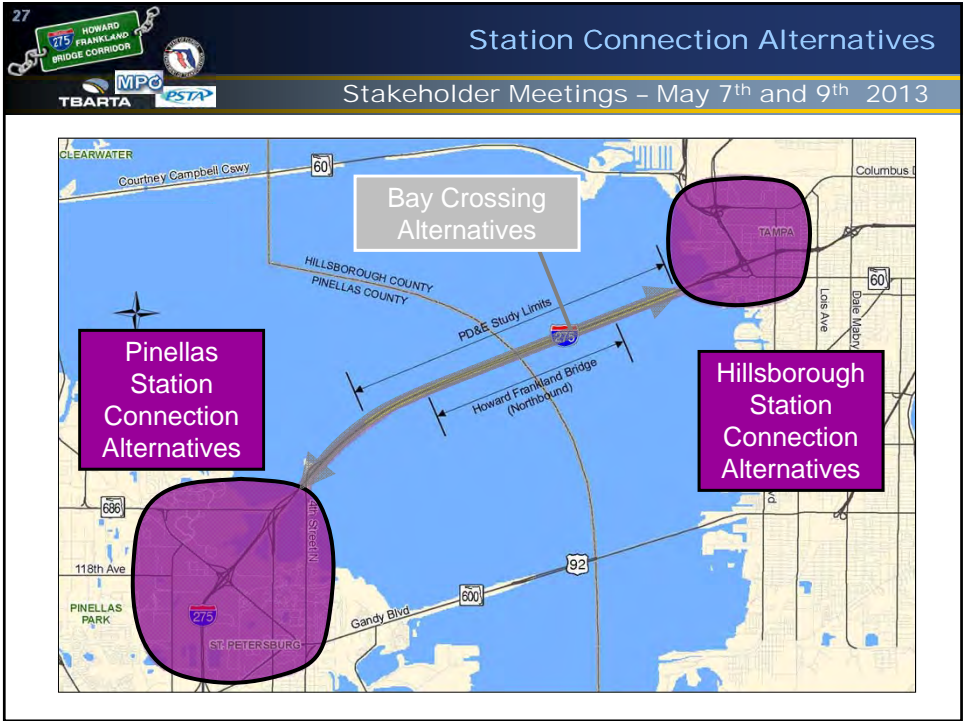 27
HOWARD
275 FRANKLAND
BRIDGE CORRIDOR
TBARTA
MPO
PSTA
Station Connection Alternatives
Stakeholder Meetings – May 7th and 9th 2013
CLEARWATER
Courtney Campbell Cswy
60
Columbus
Bay Crossing
Alternatives
TAMPA
HILLSBOROUGH COUNTY
PINELLAS COUNTY
60
Lois Ave
Dale Mabry
PD&E Study Limits
275
Howard Frankland Bridge
(Northbound)
Pinellas
Station
Connection
Alternatives
Hillsborough
Station
Connection
Alternatives
686
4th Street N
118th Ave
92
600
Gandy Blvd
PINELLAS
PARK
275
ST. PETERSBURG